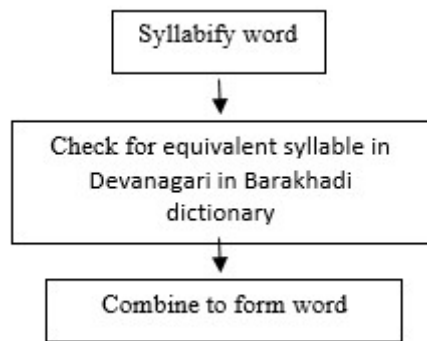 Syllabify word
Check for equivalent syllable in
Devanagari in Barakhadi
dictionary
Combine to form word